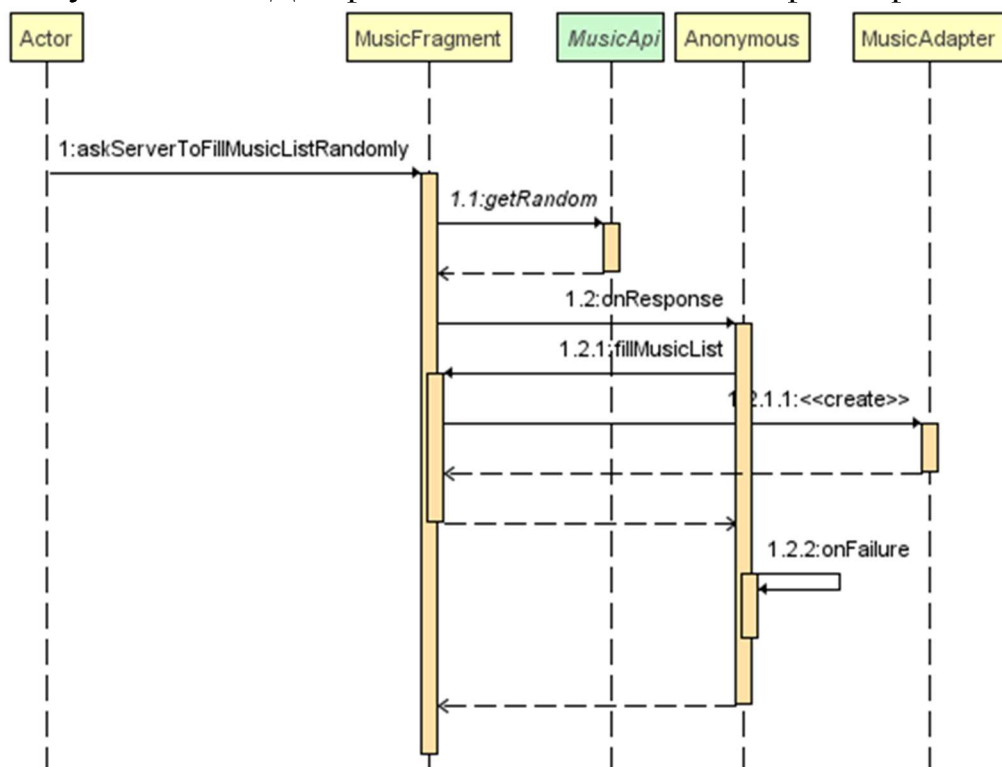 Actor
MusicFragment
MusicApi
Anonymous
MusicAdapter
1:askServerToFillMusicListRandomly
1.1:getRandom
1.2:onResponse
1.2.1:fillMusicList
1.2.1.1:<<create>>
1.2.2:onFailure